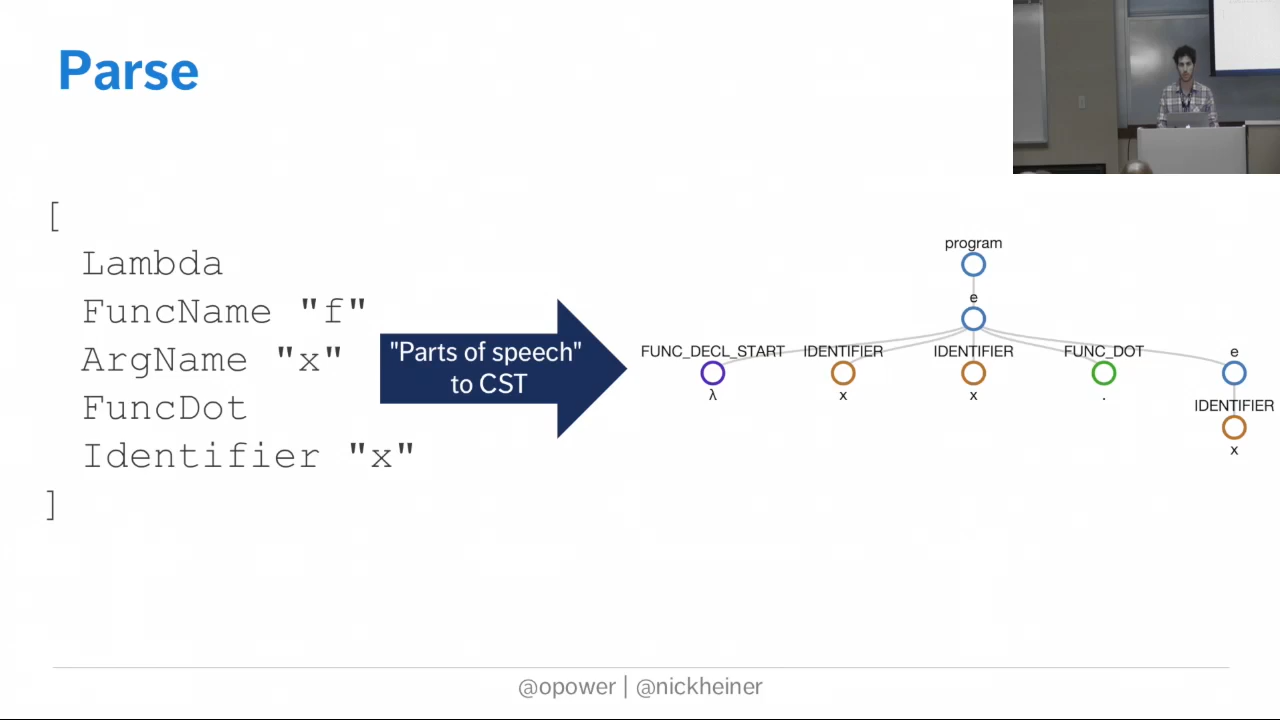 Parse
[
Lambda
FuncName "f"
ArgName "x"
FuncDot
Identifier "x"
]
"Parts of speech"
to CST
program
e
FUNC_DECL_START IDENTIFIER IDENTIFIER FUNC_DOT e
λ x x .
IDENTIFIER
x
@opower | @nickheiner